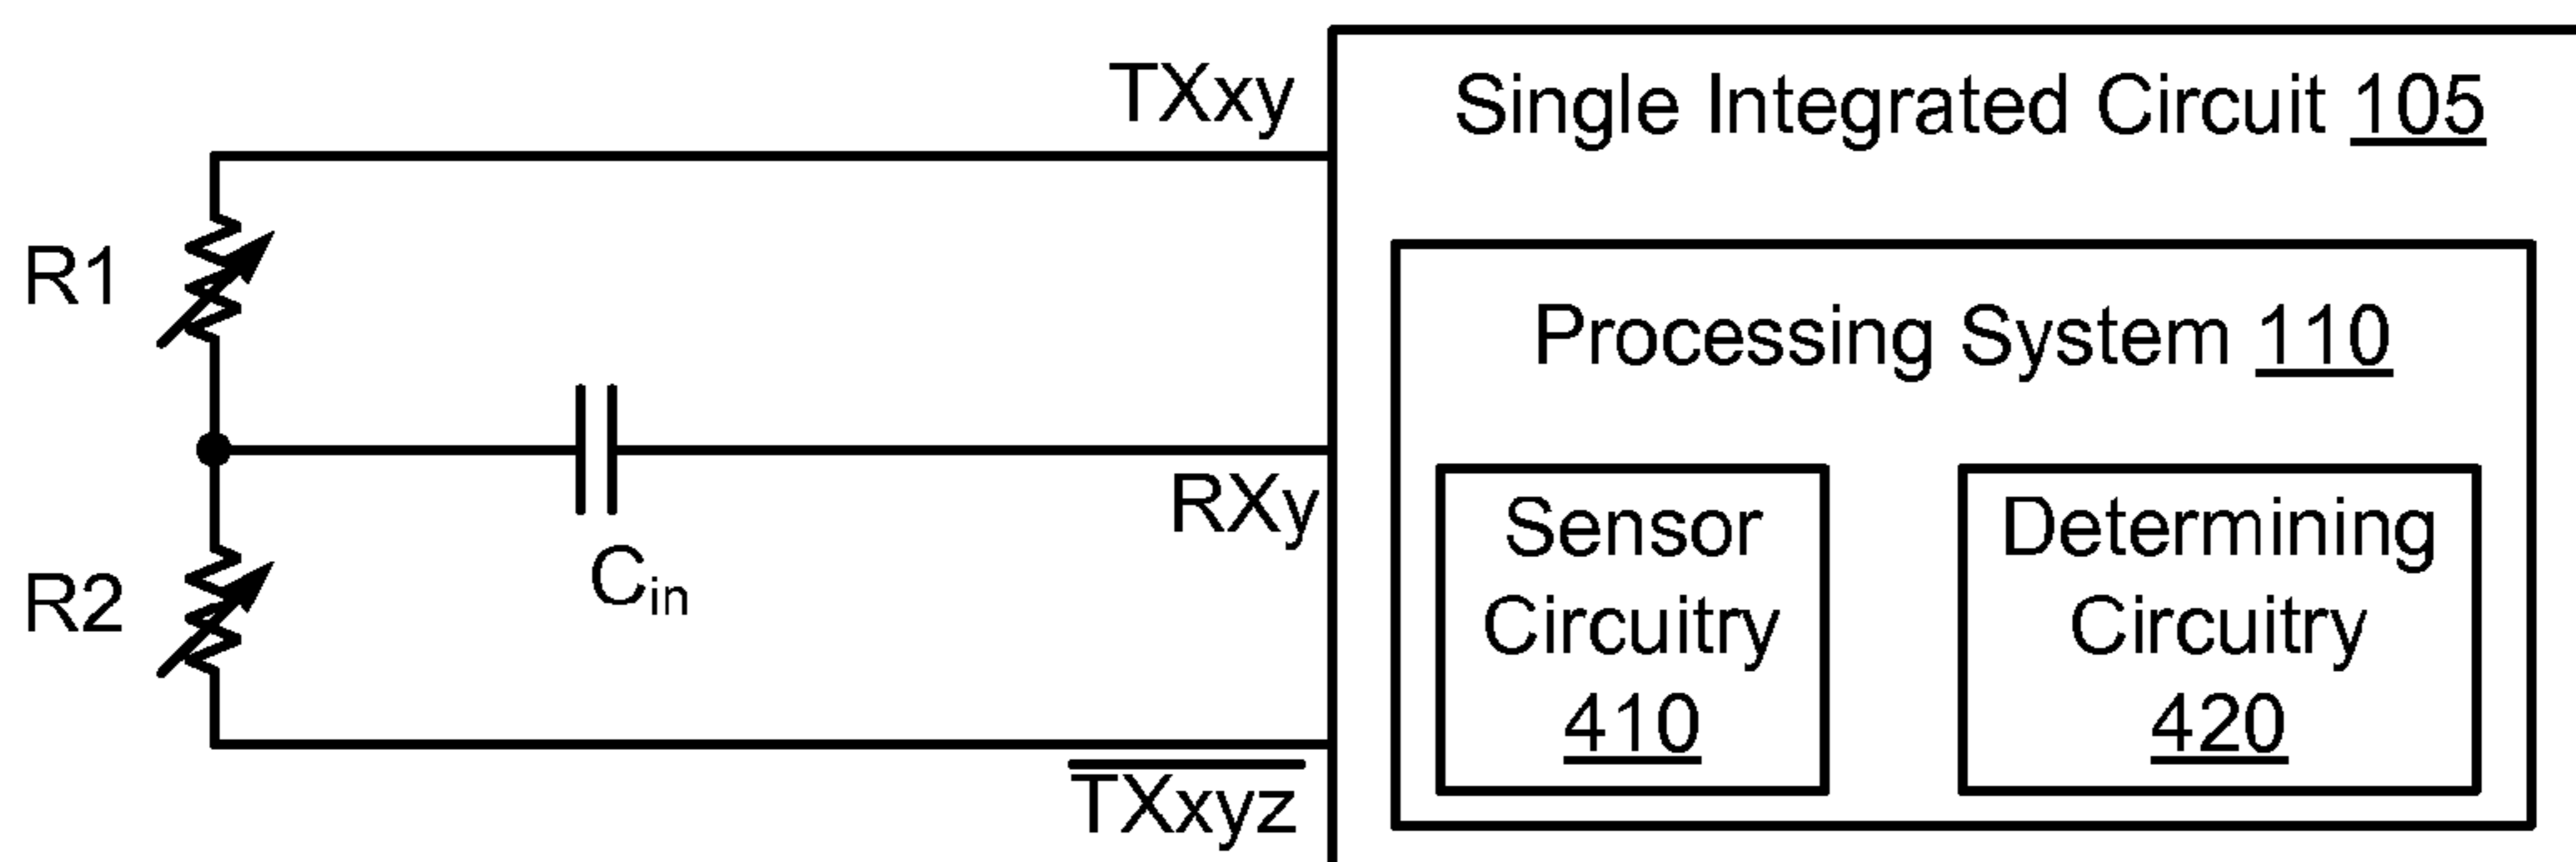 TXxy
Single Integrated Circuit 105
R1
Processing System 110
RXy
Sensor
Circuitry
410
Determining
Circuitry
420
Cin
R2
TXxyz